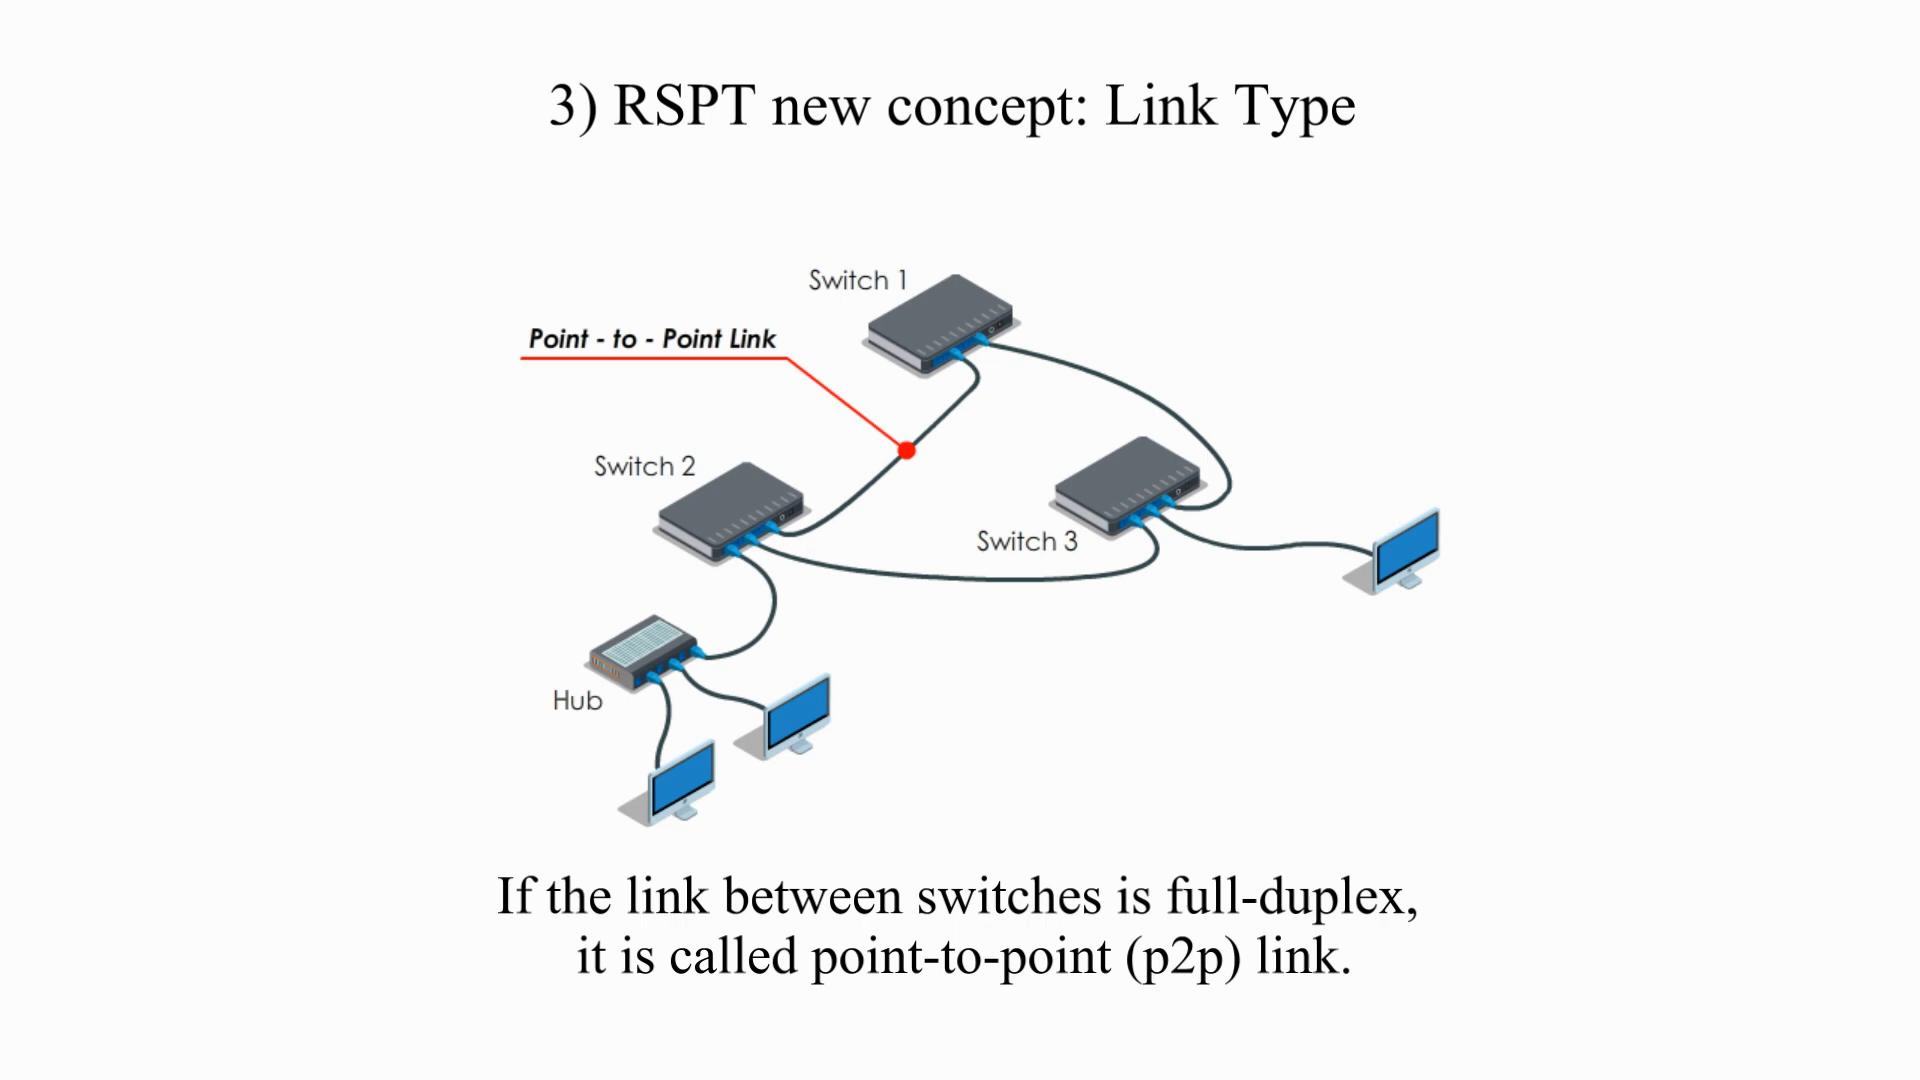 3) RSPT new concept: Link Type
Switch 1
Point - to - Point Link
Switch 2
Switch 3
Hub
If the link between switches is full-duplex,
it is called point-to-point (p2p) link.